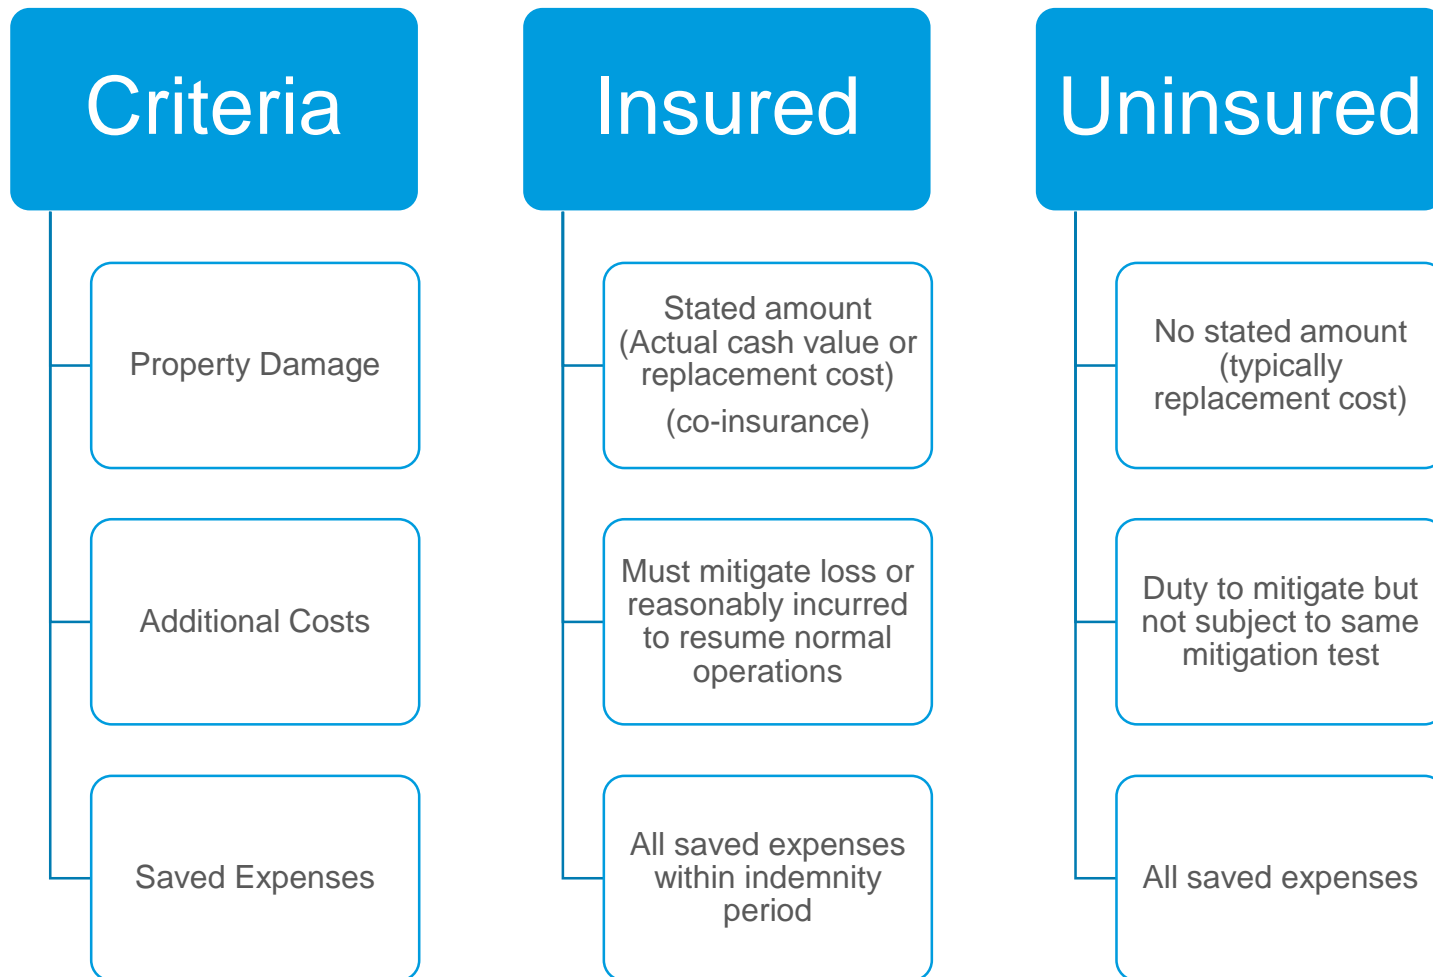 Criteria
Insured
Uninsured
Property Damage
Stated amount
(Actual cash value or
replacement cost)
(co-insurance)
No stated amount
(typically
replacement cost)
Additional Costs
Must mitigate loss or
reasonably incurred
to resume normal
operations
Duty to mitigate but
not subject to same
mitigation test
Saved Expenses
All saved expenses
within indemnity
period
All saved expenses